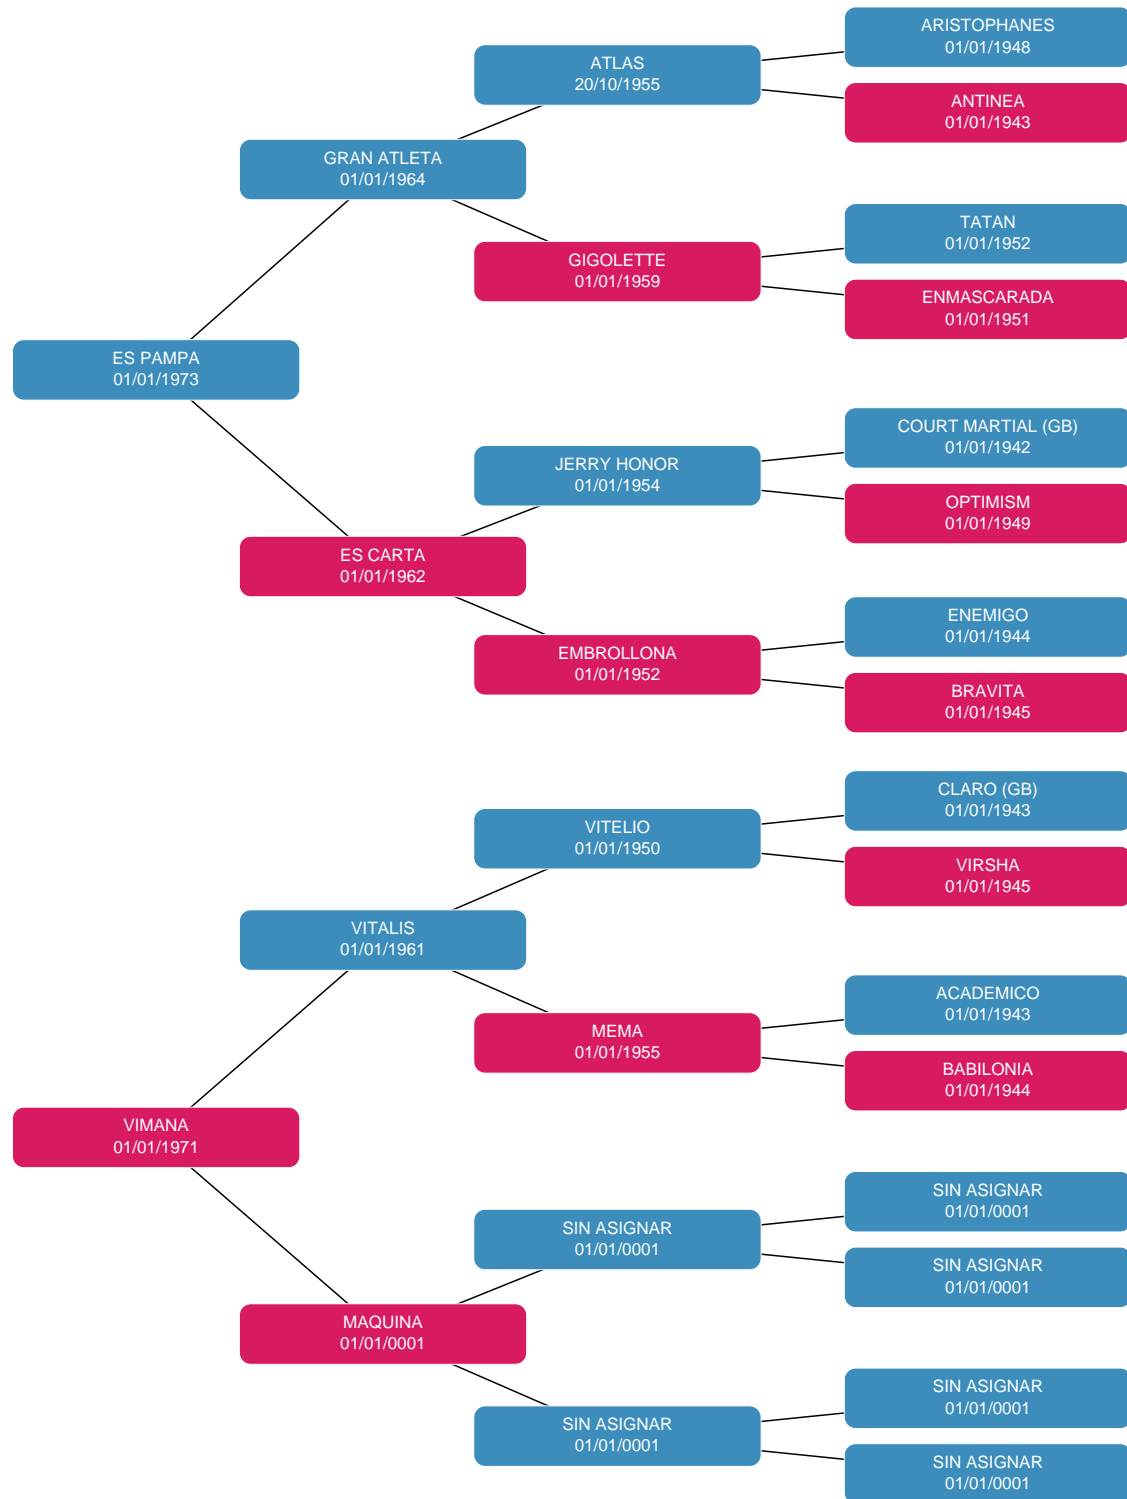 ARISTOPHANES
01/01/1948
ATLAS
20/10/1955
ANTINEA
01/01/1943
GRAN ATLETA
01/01/1964
TATAN
01/01/1952
GIGOLETTE
01/01/1959
ENMASCARADA
01/01/1951
ES PAMPA
01/01/1973
COURT MARTIAL (GB)
01/01/1942
JERRY HONOR
01/01/1954
OPTIMISM
01/01/1949
ES CARTA
01/01/1962
ENEMIGO
01/01/1944
EMBROLLONA
01/01/1952
BRAVITA
01/01/1945
CLARO (GB)
01/01/1943
VITELIO
01/01/1950
VIRSHA
01/01/1945
VITALIS
01/01/1961
ACADEMICO
01/01/1943
MEMA
01/01/1955
BABILONIA
01/01/1944
VIMANA
01/01/1971
SIN ASIGNAR
01/01/0001
SIN ASIGNAR
01/01/0001
SIN ASIGNAR
01/01/0001
MAQUINA
01/01/0001
SIN ASIGNAR
01/01/0001
SIN ASIGNAR
01/01/0001
SIN ASIGNAR
01/01/0001